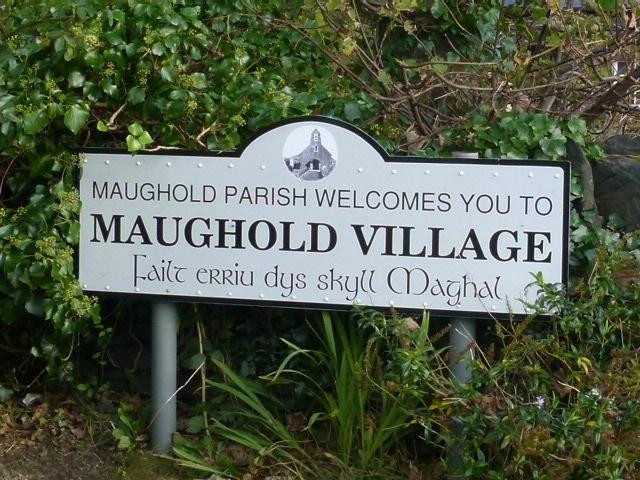 MAUGHOLD PARISH WELCOMES YOU TO
MAUGHOLD VILLAGE
Failt erriu dys skyll Maghal